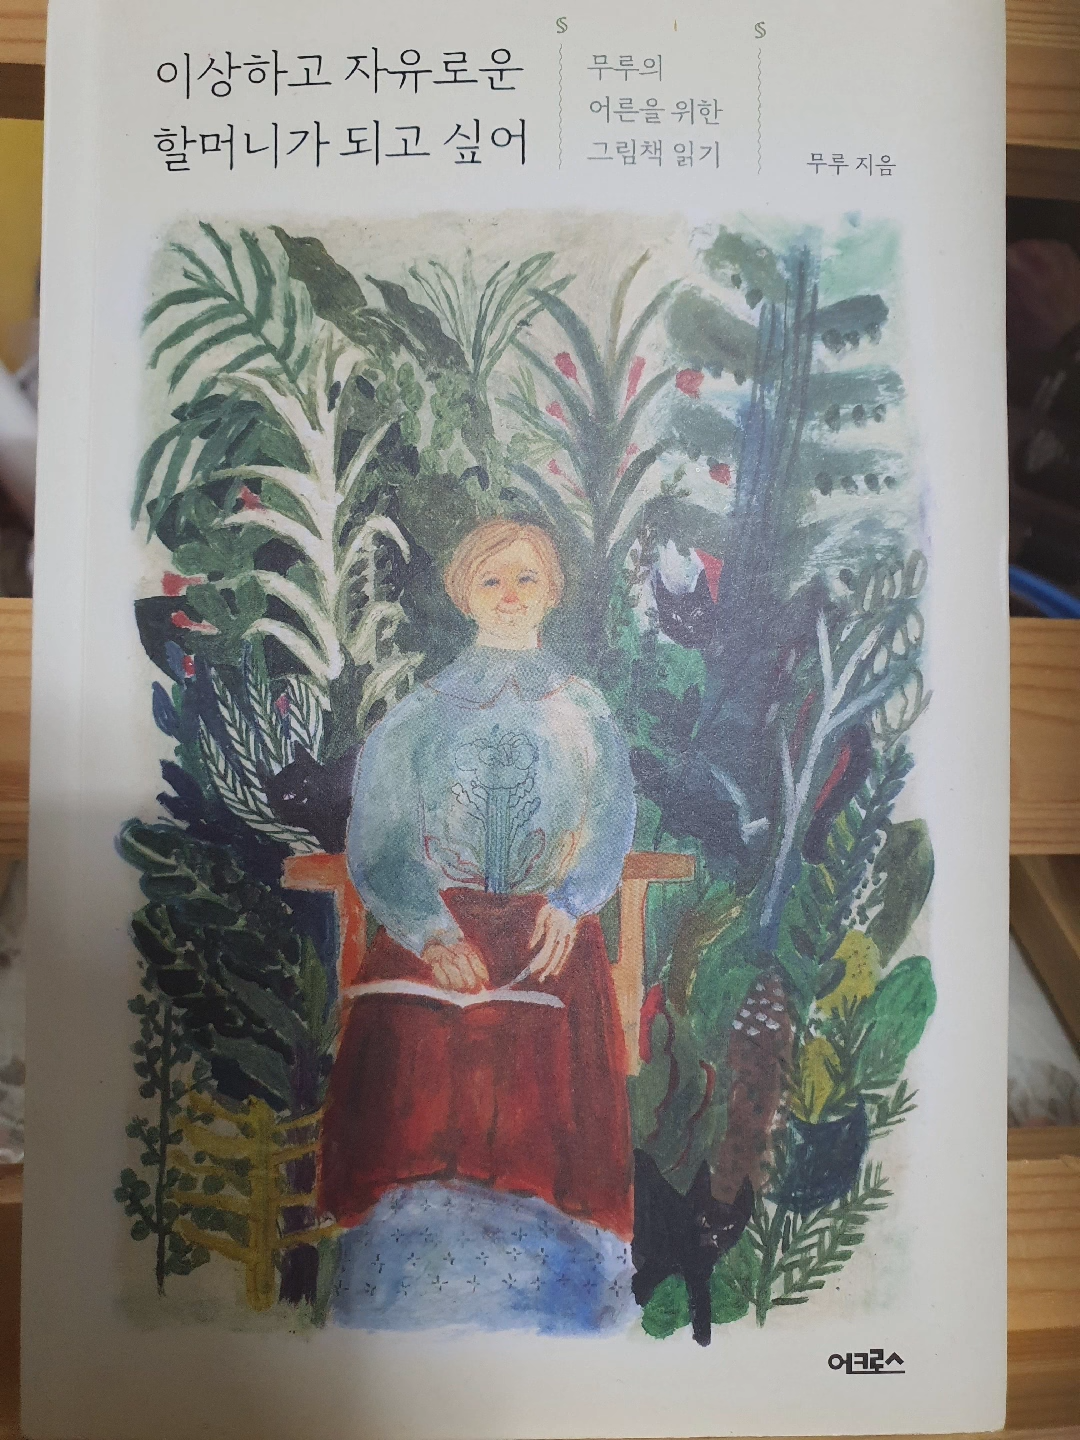 이상하고 자유로운
할머니가 되고 싶어
무루의
어른을 위한
그림책 읽기
무루 지음
어크로스